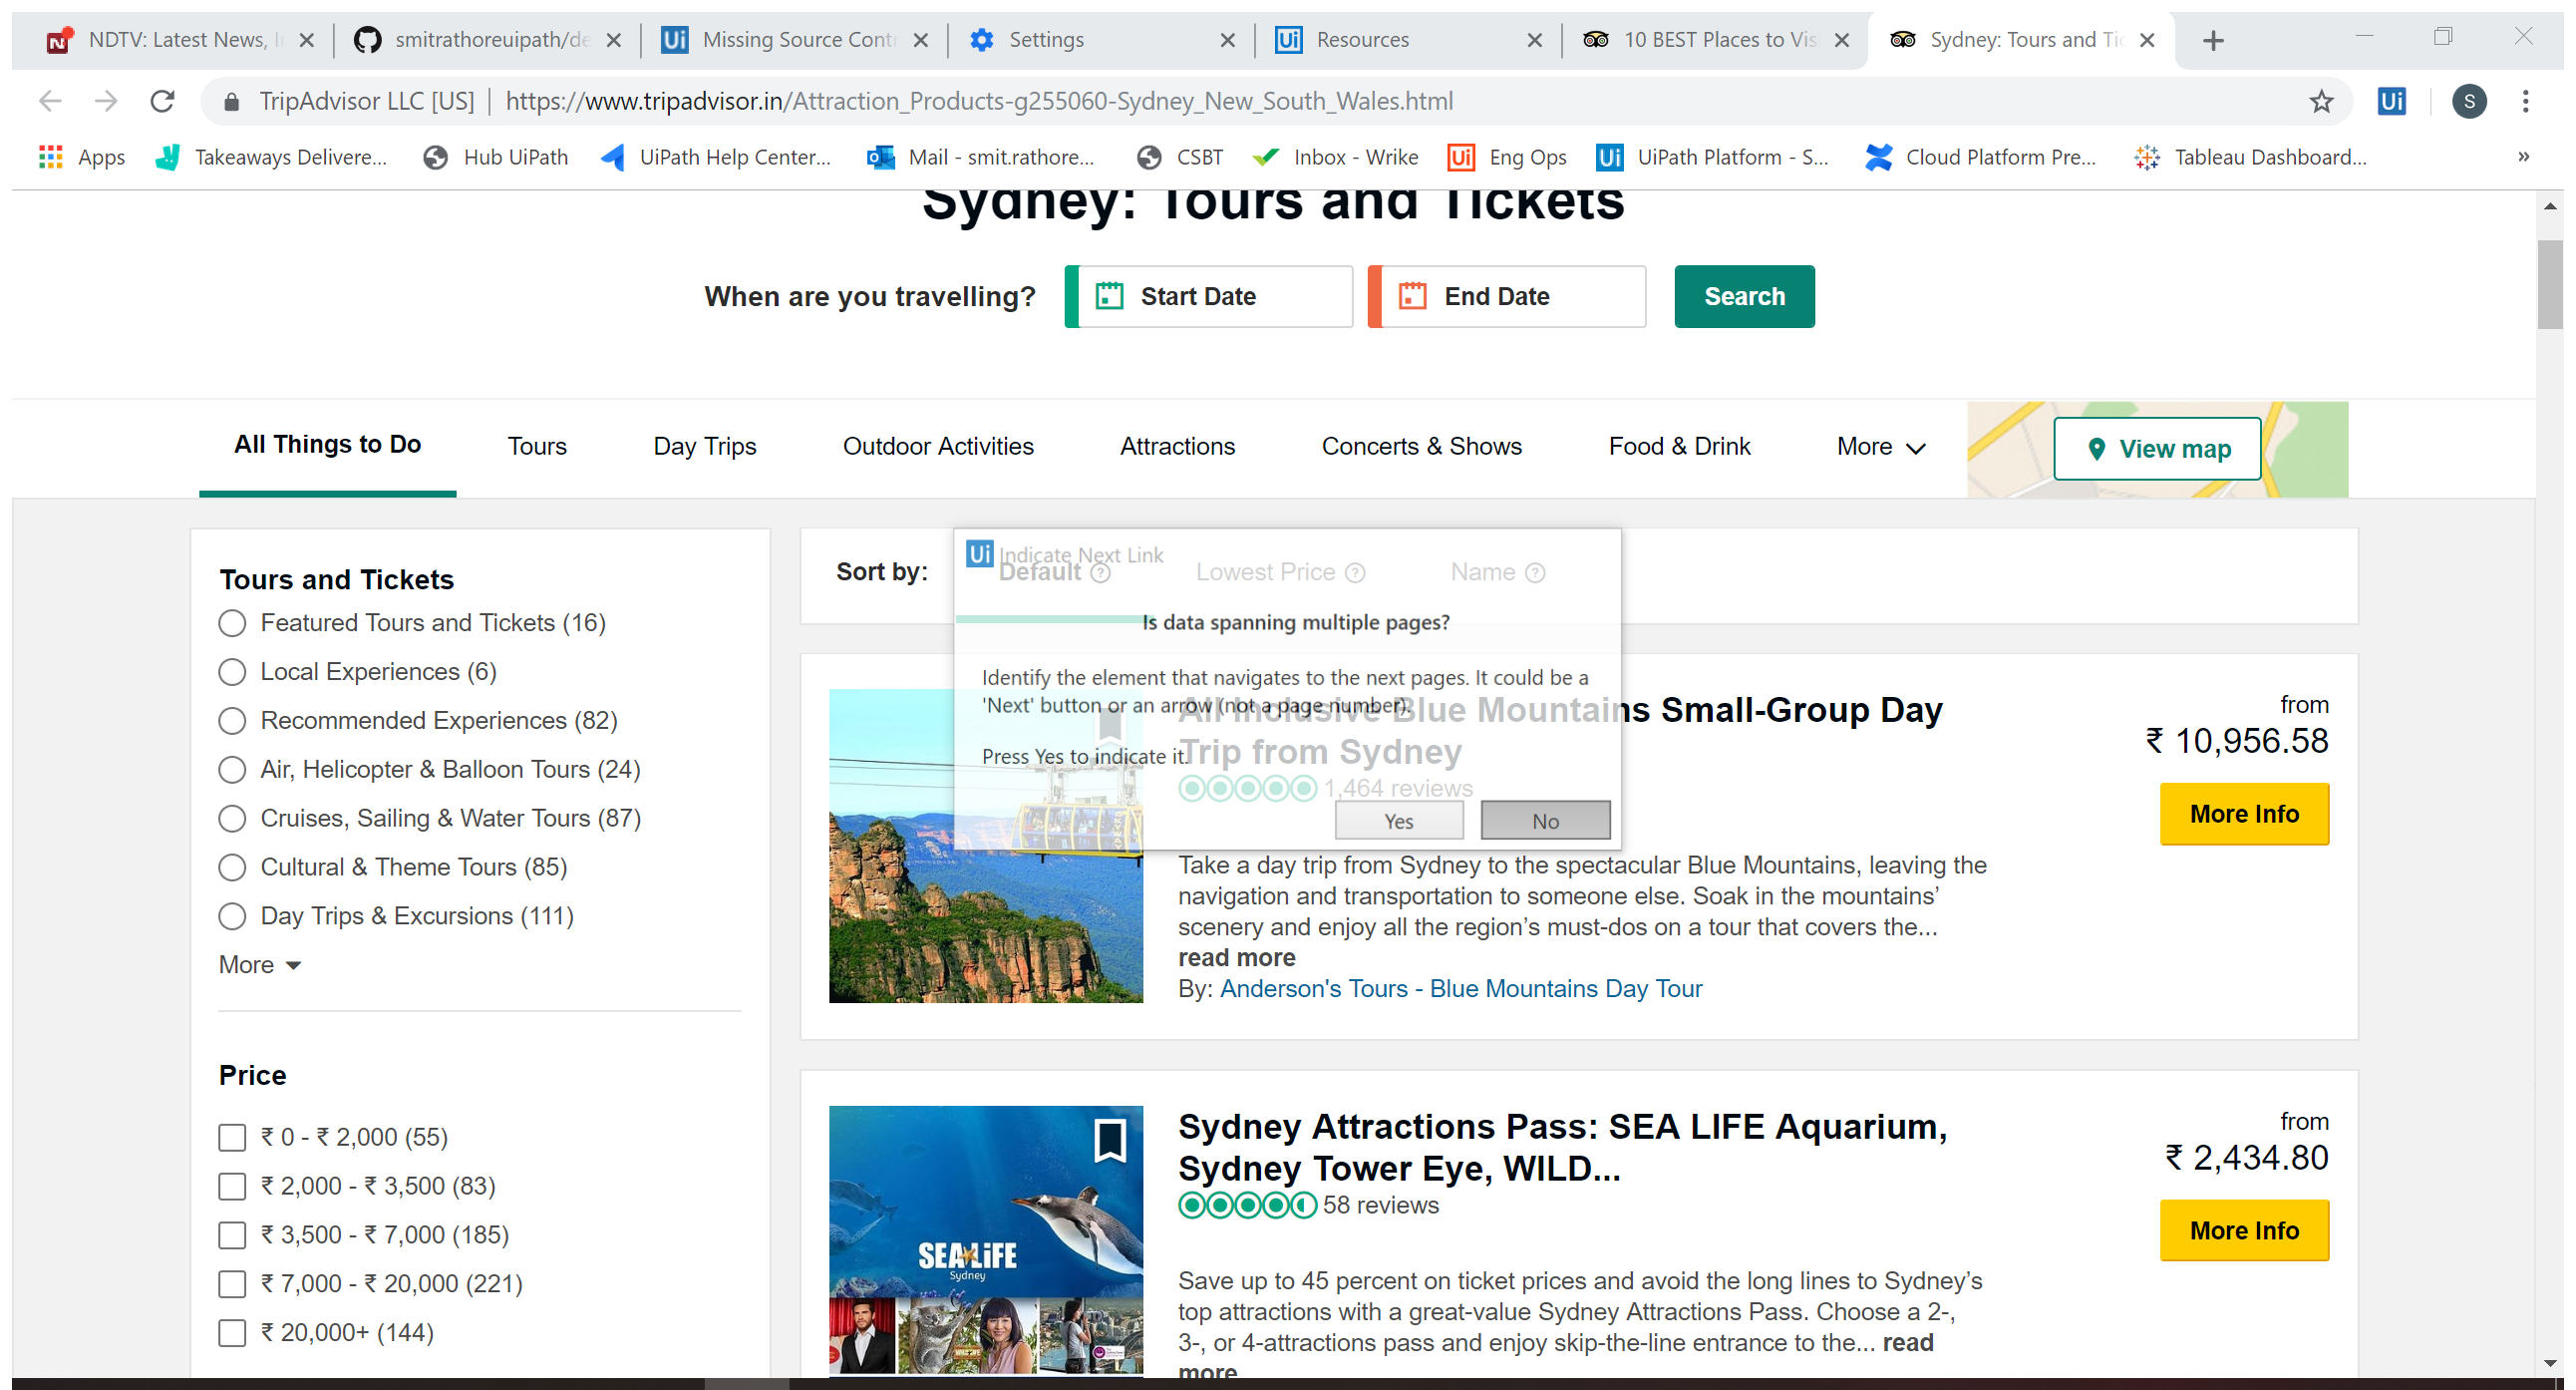 NDTV: Latest News, I
smitrathoreuipath/de
Missing Source Contr
Settings
Resources
10 BEST Places to Vis
Sydney: Tours and Tic
TripAdvisor LLC [US] | https://www.tripadvisor.in/Attraction_Products-g255060-Sydney_New_South_Wales.html
Ui
S
Apps
Takeaways Delivere...
Hub UiPath
UiPath Help Center...
Mail - smit.rathore...
CSBT
Inbox - Wrike
Eng Ops
UiPath Platform - S...
Cloud Platform Pre...
Tableau Dashboard...
»
Sydney: Tours and Tickets
When are you travelling?
Start Date
End Date
Search
All Things to Do
Tours
Day Trips
Outdoor Activities
Attractions
Concerts & Shows
Food & Drink
More
View map
Tours and Tickets
Featured Tours and Tickets (16)
Local Experiences (6)
Recommended Experiences (82)
Air, Helicopter & Balloon Tours (24)
Cruises, Sailing & Water Tours (87)
Cultural & Theme Tours (85)
Day Trips & Excursions (111)
More
Price
₹ 0 - ₹ 2,000 (55)
₹ 2,000 - ₹ 3,500 (83)
₹ 3,500 - ₹ 7,000 (185)
₹ 7,000 - ₹ 20,000 (221)
₹ 20,000+ (144)
Sort by:
Default
Lowest Price
Name
Ui Indicate Next Link
Is data spanning multiple pages?
Identify the element that navigates to the next pages. It could be a
'Next' button or an arrow (not a page number).
Press Yes to indicate it.
Yes
No
All Inclusive Blue Mountains Small-Group Day
Trip from Sydney
1,464 reviews
Take a day trip from Sydney to the spectacular Blue Mountains, leaving the
navigation and transportation to someone else. Soak in the mountains’
scenery and enjoy all the region’s must-dos on a tour that covers the...
read more
By: Anderson's Tours - Blue Mountains Day Tour
from
₹ 10,956.58
More Info
SEA LIFE
Sydney
Sydney Attractions Pass: SEA LIFE Aquarium,
Sydney Tower Eye, WILD...
58 reviews
Save up to 45 percent on ticket prices and avoid the long lines to Sydney’s
top attractions with a great-value Sydney Attractions Pass. Choose a 2-,
3-, or 4-attractions pass and enjoy skip-the-line entrance to the... read
more
from
₹ 2,434.80
More Info